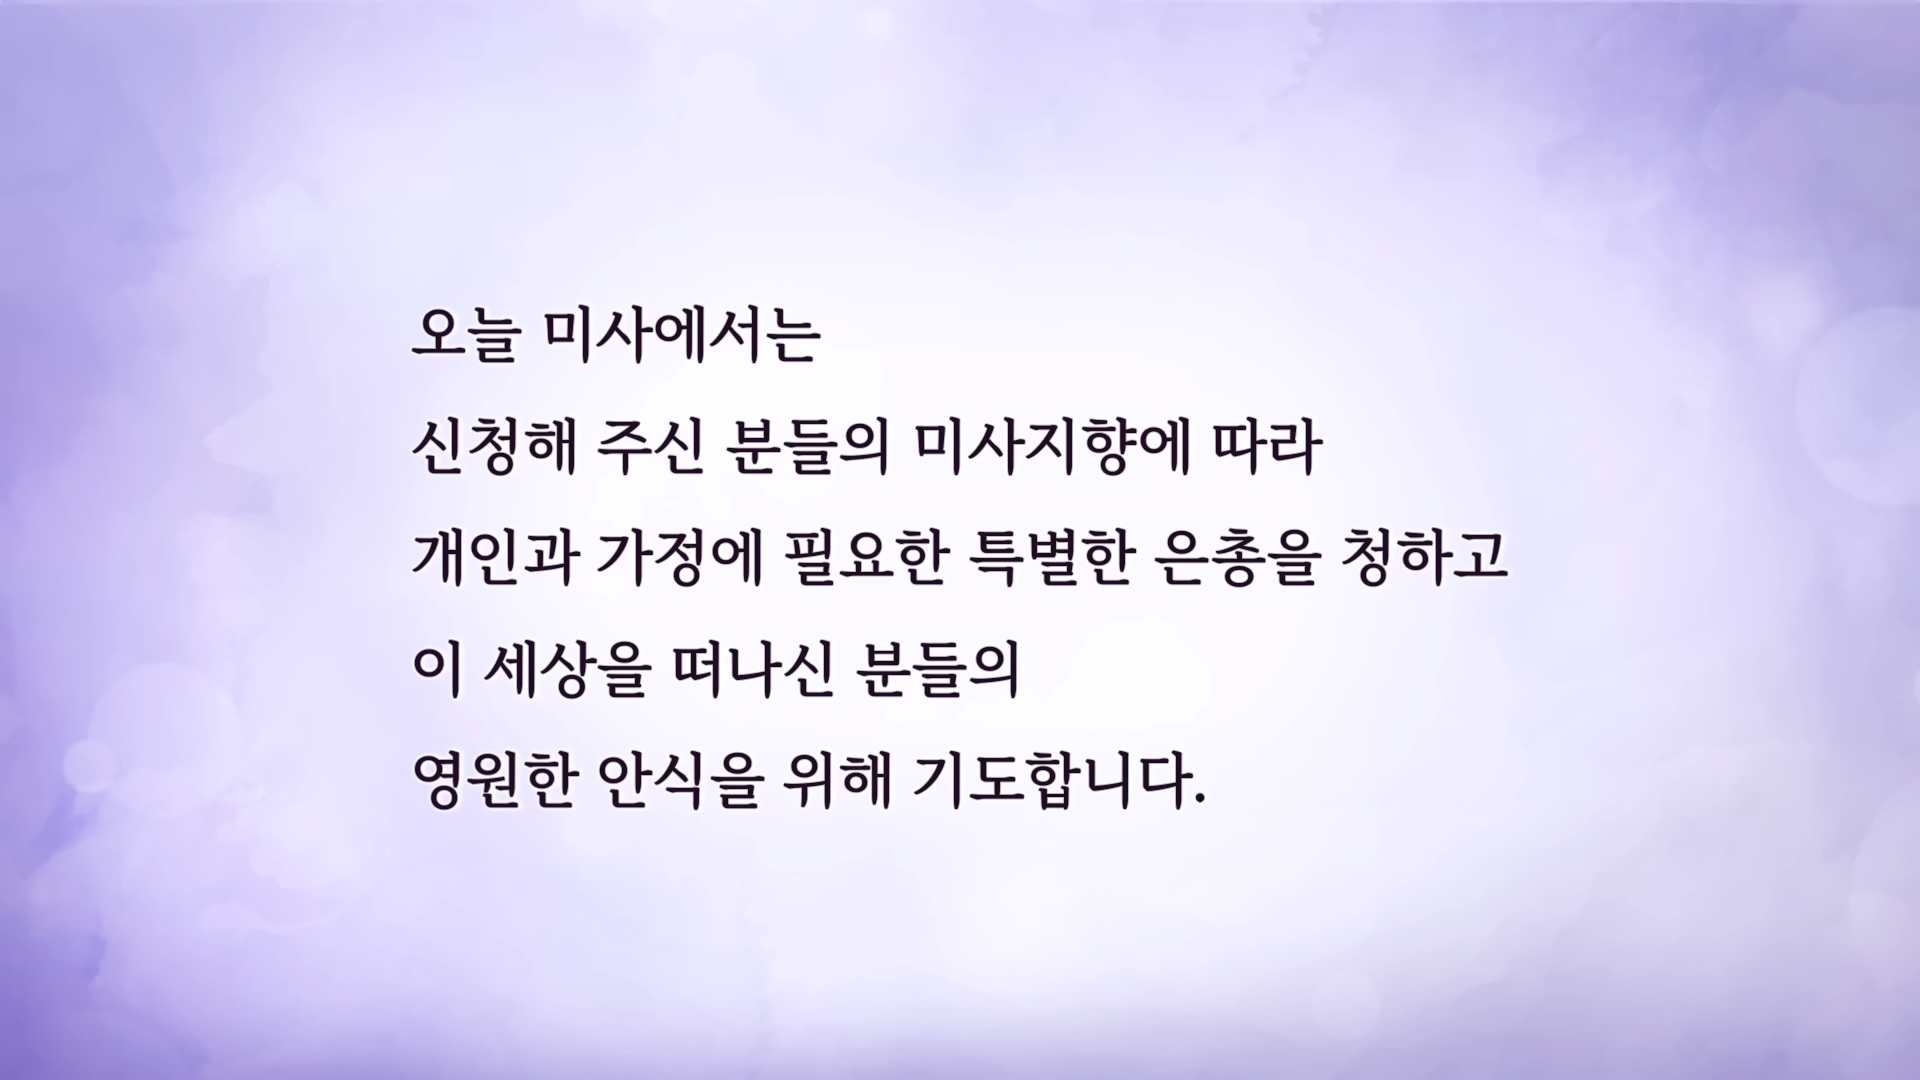 오늘 미사에서는
신청해 주신 분들의 미사지향에 따라
개인과 가정에 필요한 특별한 은총을 청하고
이 세상을 떠나신 분들의
영원한 안식을 위해 기도합니다.